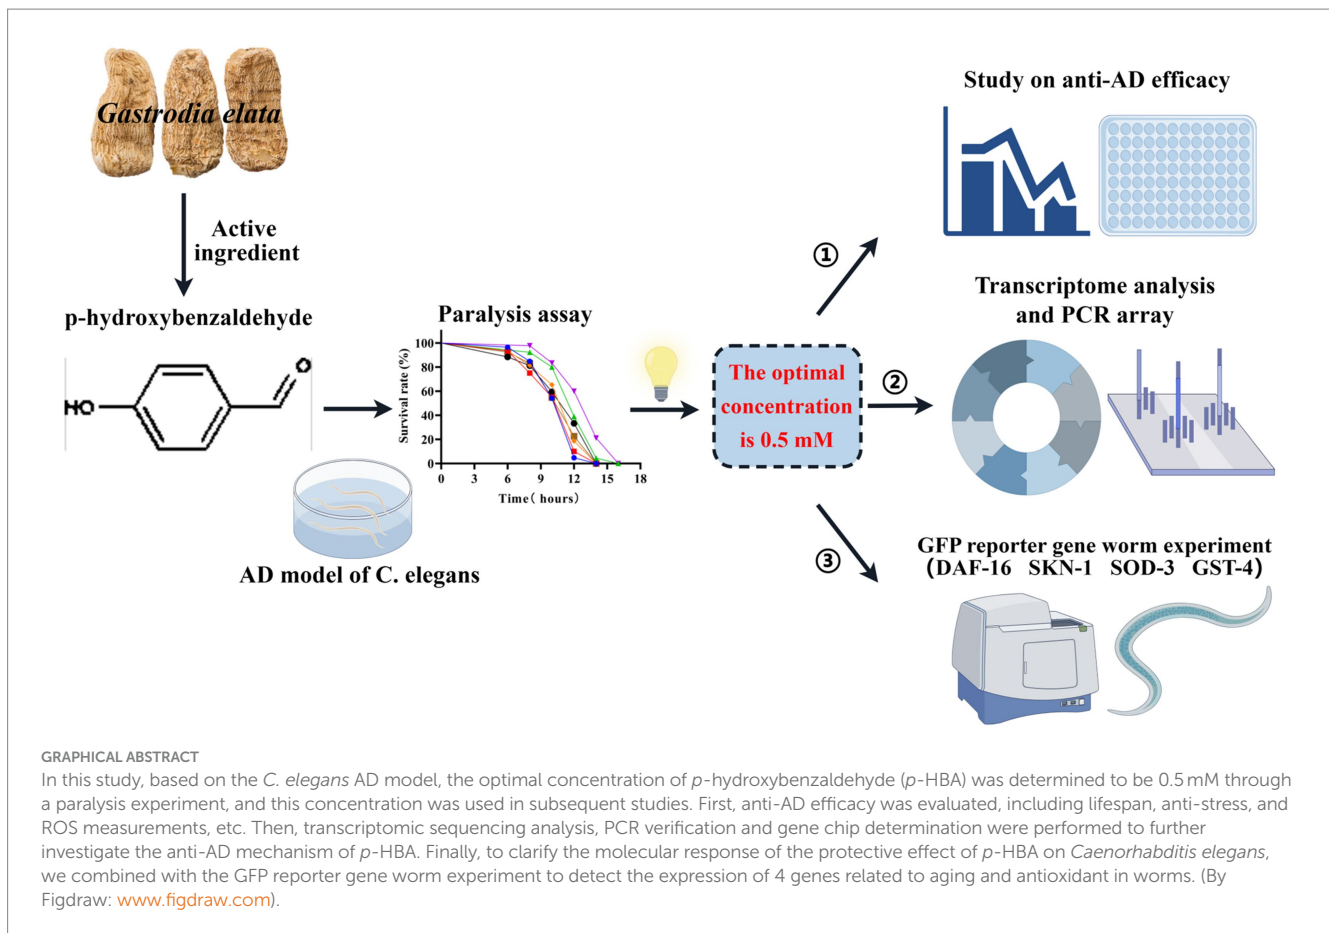 Gastrodia elata
Active
ingredient
p-hydroxybenzaldehyde
HO
O
AD model of C. elegans
Paralysis assay
Survival rate (%)
100
80
60
40
20
0
0 3 6 9 12 15 18
Time( hours)
The optimal
concentration
is 0.5 mM
①
Study on anti-AD efficacy
②
Transcriptome analysis
and PCR array
③
GFP reporter gene worm experiment
(DAF-16 SKN-1 SOD-3 GST-4)
GRAPHICAL ABSTRACT
In this study, based on the C. elegans AD model, the optimal concentration of p-hydroxybenzaldehyde (p-HBA) was determined to be 0.5 mM through
a paralysis experiment, and this concentration was used in subsequent studies. First, anti-AD efficacy was evaluated, including lifespan, anti-stress, and
ROS measurements, etc. Then, transcriptomic sequencing analysis, PCR verification and gene chip determination were performed to further
investigate the anti-AD mechanism of p-HBA. Finally, to clarify the molecular response of the protective effect of p-HBA on Caenorhabditis elegans,
we combined with the GFP reporter gene worm experiment to detect the expression of 4 genes related to aging and antioxidant in worms. (By
Figdraw: www.figdraw.com).